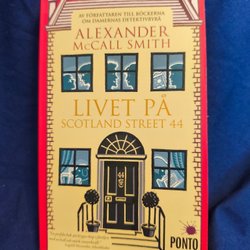 AV FÖRFATTAREN TILL BÖCKERNA
OM DAMERNAS DETEKTIVBYRÅ
ALEXANDER
McCALL SMITH
LIVET PÅ
SCOTLAND STREET 44
44
PONTO